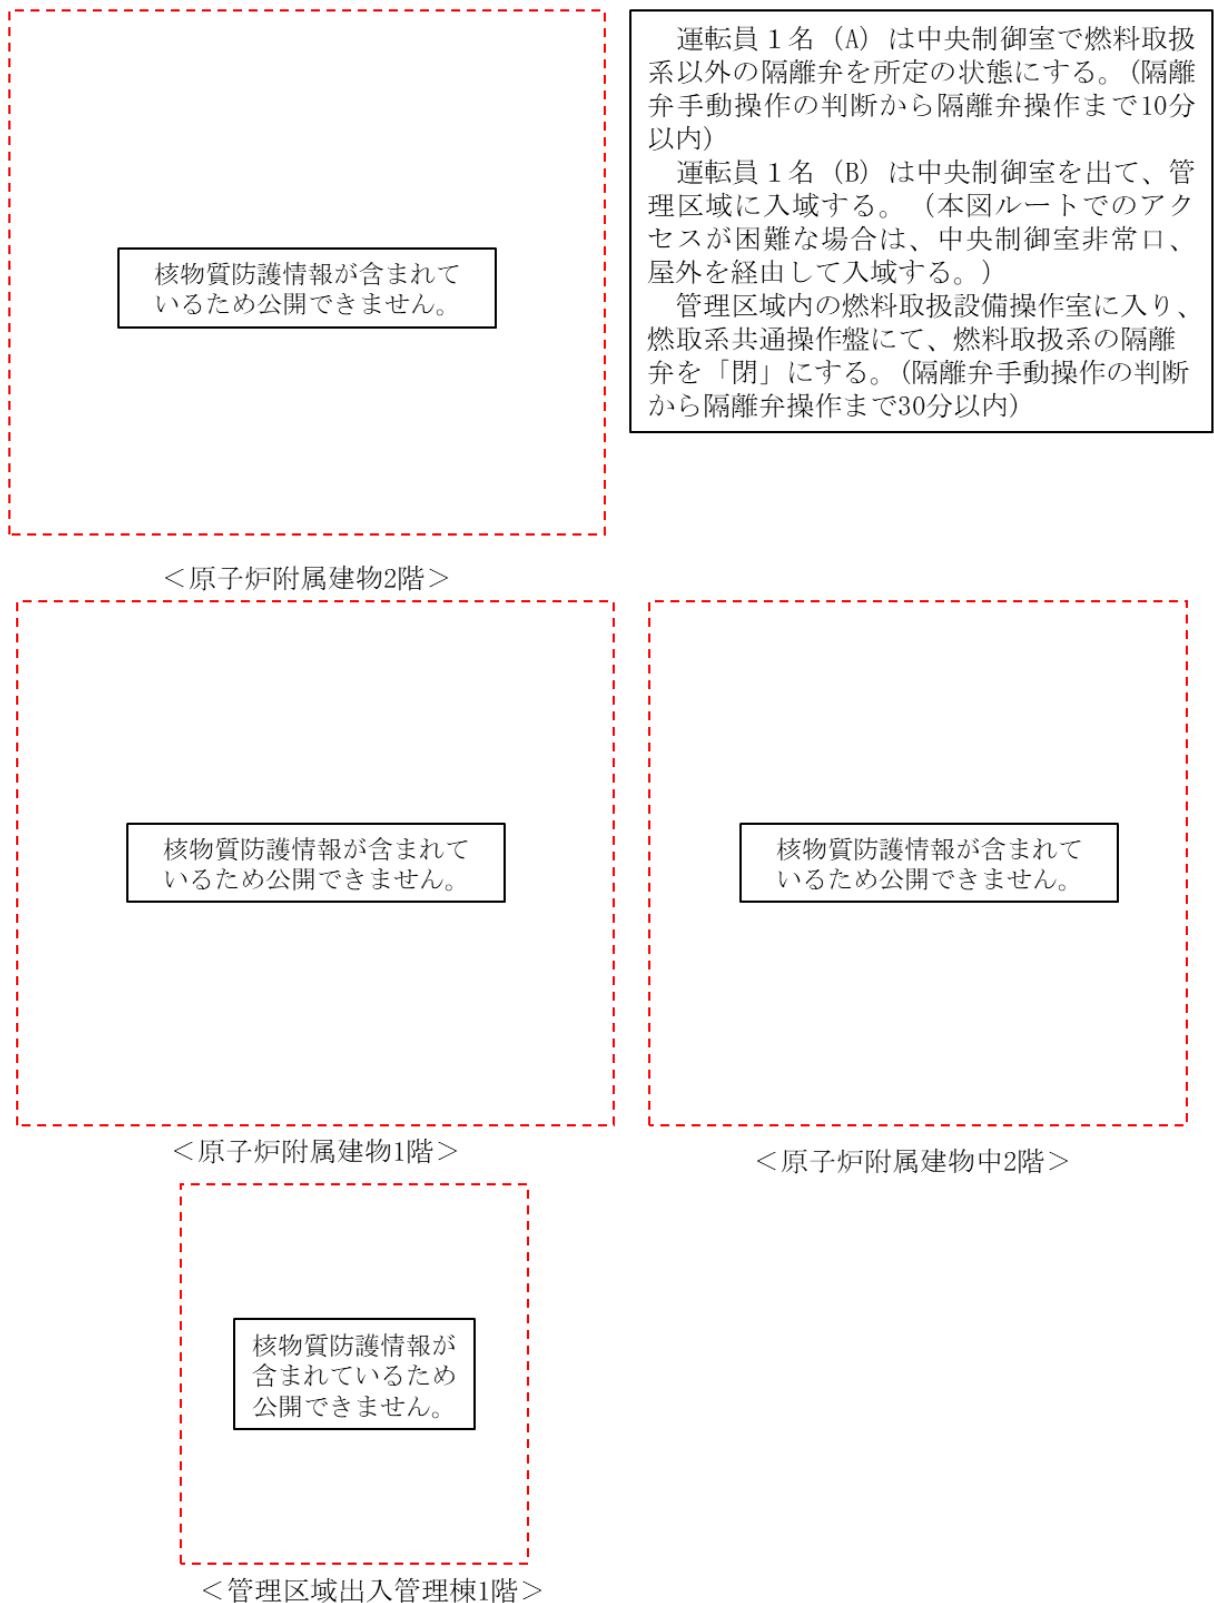 核物質防護情報が含まれて
いるため公開できません。
＜原子炉附属建物2階＞
運転員１名（A）は中央制御室で燃料取扱
系以外の隔離弁を所定の状態にする。（隔離
弁手動操作の判断から隔離弁操作まで10分
以内）
運転員１名（B）は中央制御室を出て、管
理区域に入域する。（本図ルートでのアク
セスが困難な場合は、中央制御室非常口、
屋外を経由して入域する。）
管理区域内の燃料取扱設備操作室に入り、
燃取系共通操作盤にて、燃料取扱系の隔離
弁を「閉」にする。（隔離弁手動操作の判断
から隔離弁操作まで30分以内）
核物質防護情報が含まれて
いるため公開できません。
＜原子炉附属建物1階＞
核物質防護情報が含まれて
いるため公開できません。
＜原子炉附属建物中2階＞
核物質防護情報が
含まれているため
公開できません。
＜管理区域出入管理棟1階＞